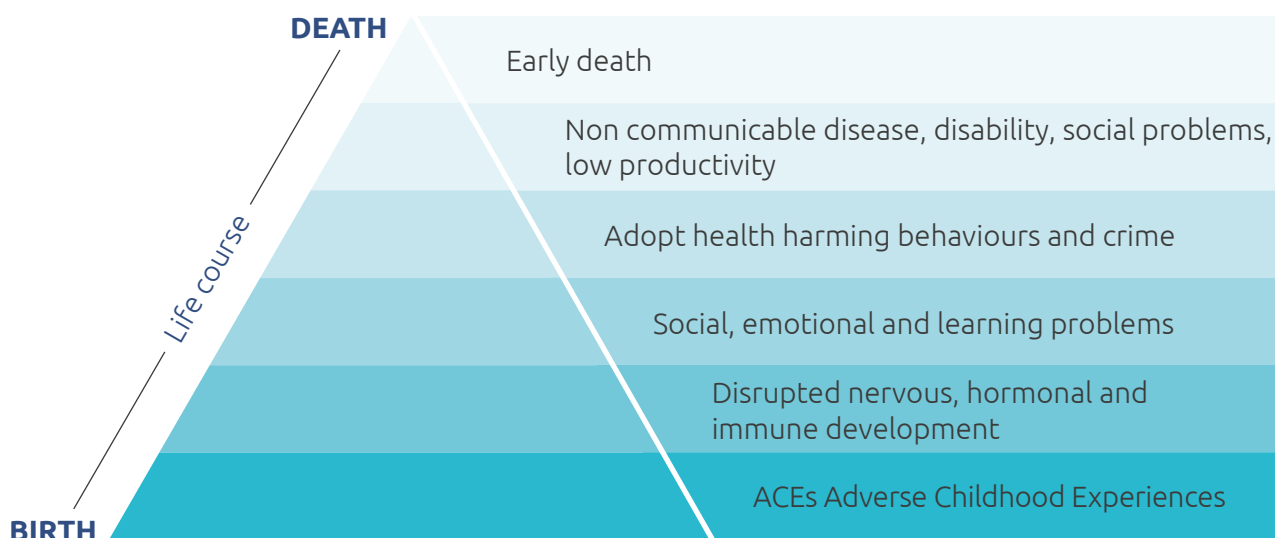 DEATH
Early death
Non communicable disease, disability, social problems,
low productivity
Adopt health harming behaviours and crime
Life course
Social, emotional and learning problems
Disrupted nervous, hormonal and
immune development
ACEs Adverse Childhood Experiences
BIRTH